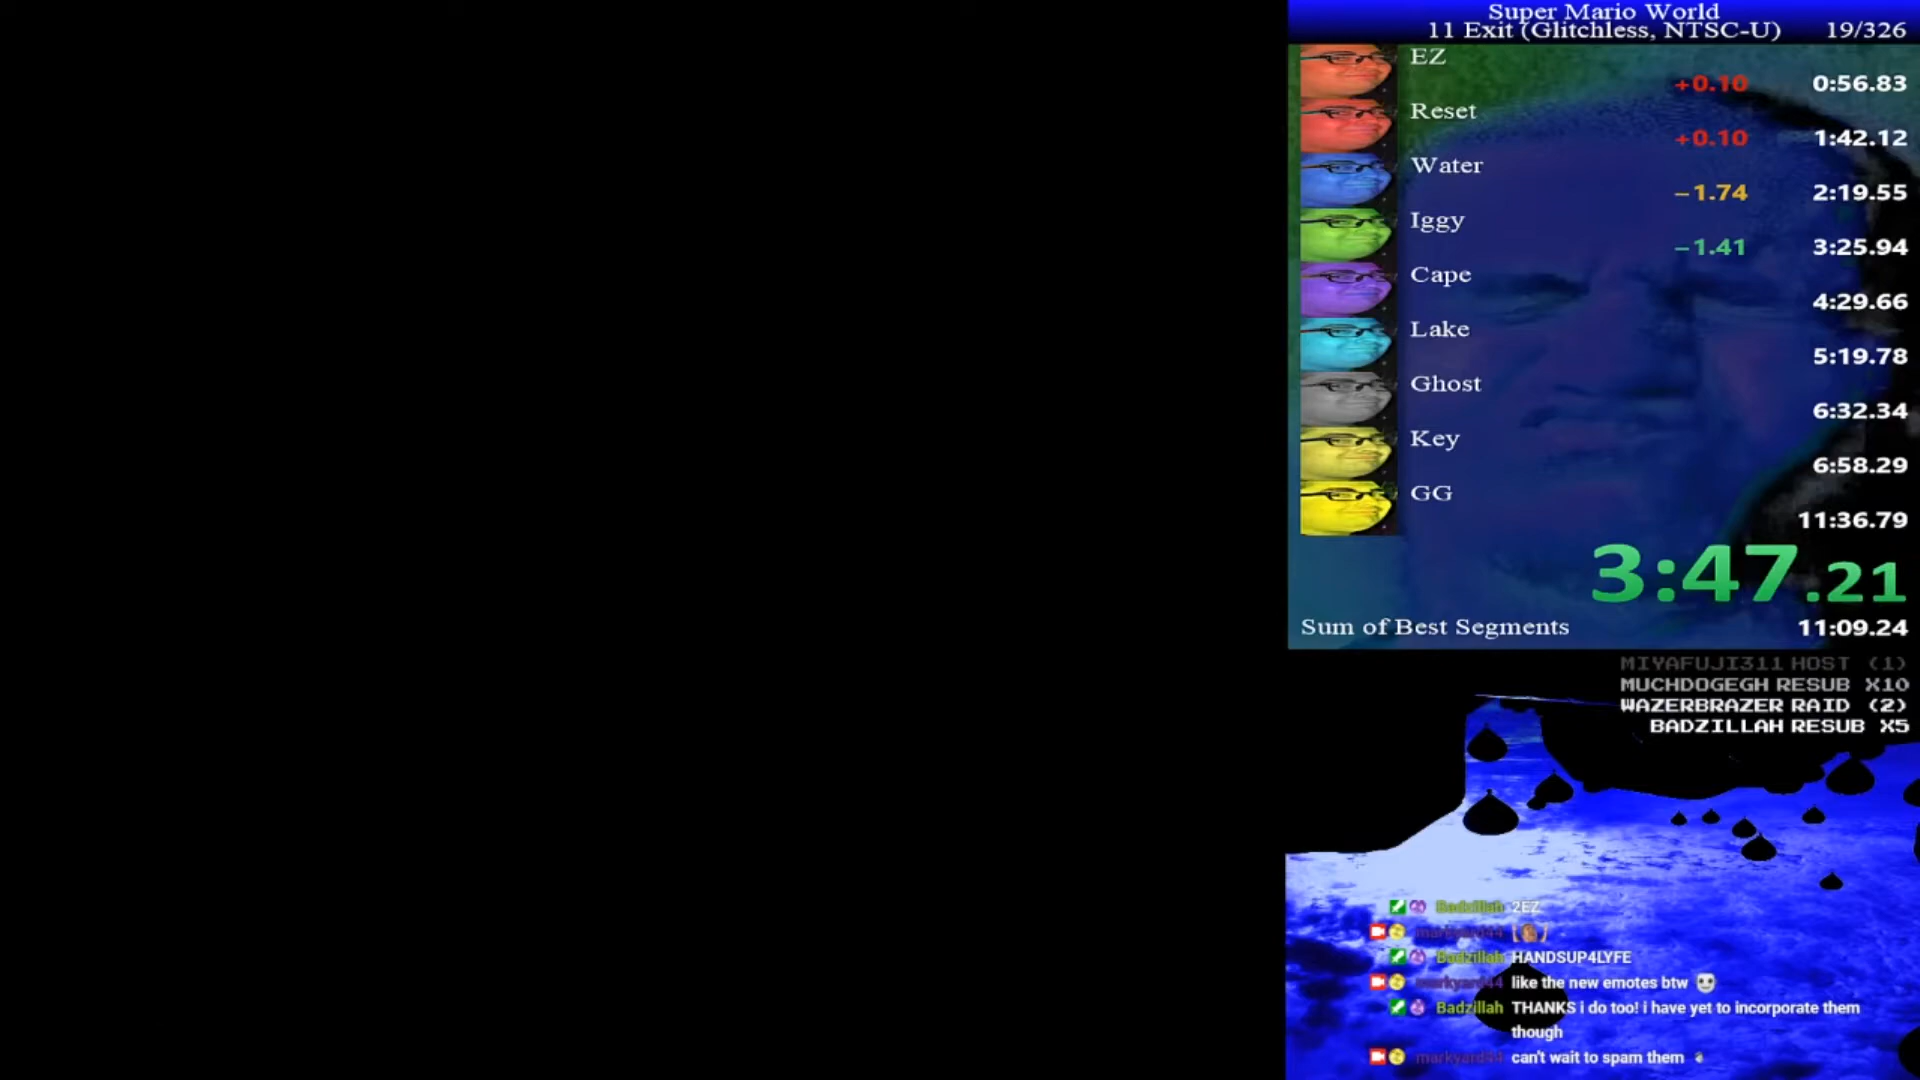 Super Mario World
11 Exit (Glitchless, NTSC-U) 19/326
EZ
+0.10 0:56.83
Reset
+0.10 1:42.12
Water
−1.74 2:19.55
Iggy
−1.41 3:25.94
Cape
4:29.66
Lake
5:19.78
Ghost
6:32.34
Key
6:58.29
GG
11:36.79
3:47.21
Sum of Best Segments 11:09.24
MIYAFUJI311 HOST (1)
MUCHDOGEGH RESUB X10
WAZERBRAZER RAID (2)
BADZILLAH RESUB X5
Badzillah 2EZ
markyard44
Badzillah HANDSUP4LYFE
markyard44 like the new emotes btw
Badzillah THANKS i do too! i have yet to incorporate them
though
markyard44 can't wait to spam them